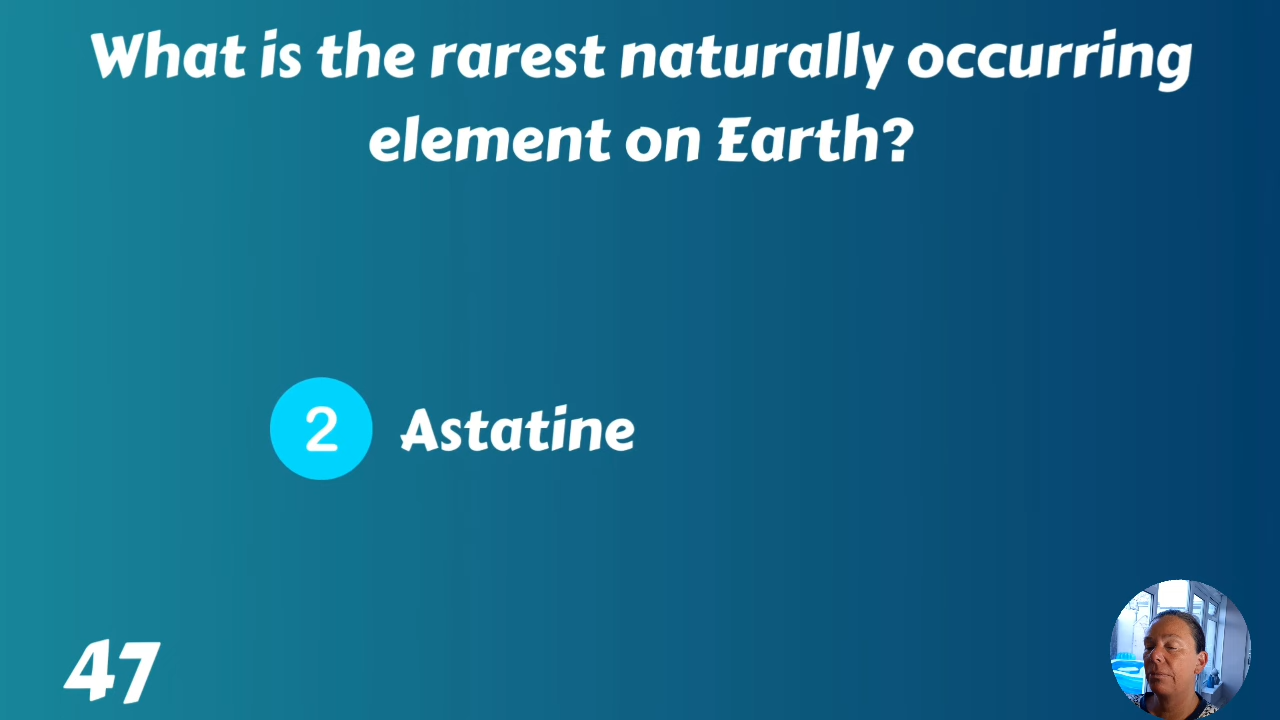 What is the rarest naturally occurring
element on Earth?
2 Astatine
47